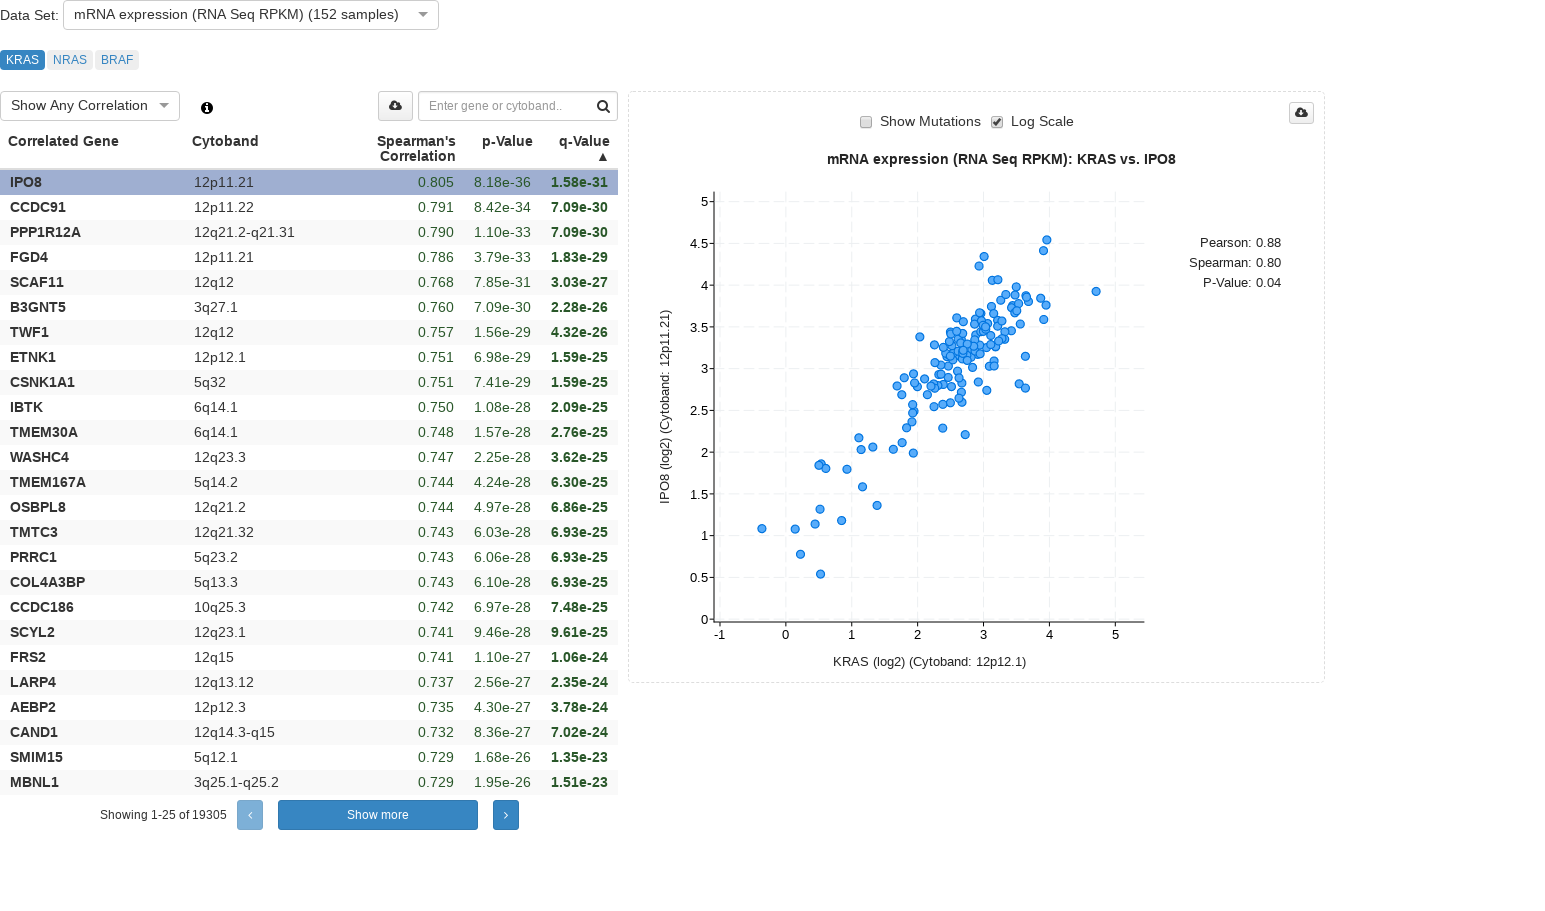 Data Set: mRNA expression (RNA Seq RPKM) (152 samples)
KRAS NRAS BRAF
Show Any Correlation
Enter gene or cytoband..
Correlated Gene Cytoband Spearman's Correlation p-Value q-Value ▲
IPO8 12p11.21 0.805 8.18e-36 1.58e-31
CCDC91 12p11.22 0.791 8.42e-34 7.09e-30
PPP1R12A 12q21.2-q21.31 0.790 1.10e-33 7.09e-30
FGD4 12p11.21 0.786 3.79e-33 1.83e-29
SCAF11 12q12 0.768 7.85e-31 3.03e-27
B3GNT5 3q27.1 0.760 7.09e-30 2.28e-26
TWF1 12q12 0.757 1.56e-29 4.32e-26
ETNK1 12p12.1 0.751 6.98e-29 1.59e-25
CSNK1A1 5q32 0.751 7.41e-29 1.59e-25
IBTK 6q14.1 0.750 1.08e-28 2.09e-25
TMEM30A 6q14.1 0.748 1.57e-28 2.76e-25
WASHC4 12q23.3 0.747 2.25e-28 3.62e-25
TMEM167A 5q14.2 0.744 4.24e-28 6.30e-25
OSBPL8 12q21.2 0.744 4.97e-28 6.86e-25
TMTC3 12q21.32 0.743 6.03e-28 6.93e-25
PRRC1 5q23.2 0.743 6.06e-28 6.93e-25
COL4A3BP 5q13.3 0.743 6.10e-28 6.93e-25
CCDC186 10q25.3 0.742 6.97e-28 7.48e-25
SCYL2 12q23.1 0.741 9.46e-28 9.61e-25
FRS2 12q15 0.741 1.10e-27 1.06e-24
LARP4 12q13.12 0.737 2.56e-27 2.35e-24
AEBP2 12p12.3 0.735 4.30e-27 3.78e-24
CAND1 12q14.3-q15 0.732 8.36e-27 7.02e-24
SMIM15 5q12.1 0.729 1.68e-26 1.35e-23
MBNL1 3q25.1-q25.2 0.729 1.95e-26 1.51e-23
Showing 1-25 of 19305 ‹ Show more ›
Show Mutations Log Scale
mRNA expression (RNA Seq RPKM): KRAS vs. IPO8
5
4.5
4
3.5
3
2.5
2
1.5
1
0.5
0
IPO8 (log2) (Cytoband: 12p11.21)
-1 0 1 2 3 4 5
KRAS (log2) (Cytoband: 12p12.1)
Pearson: 0.88
Spearman: 0.80
P-Value: 0.04